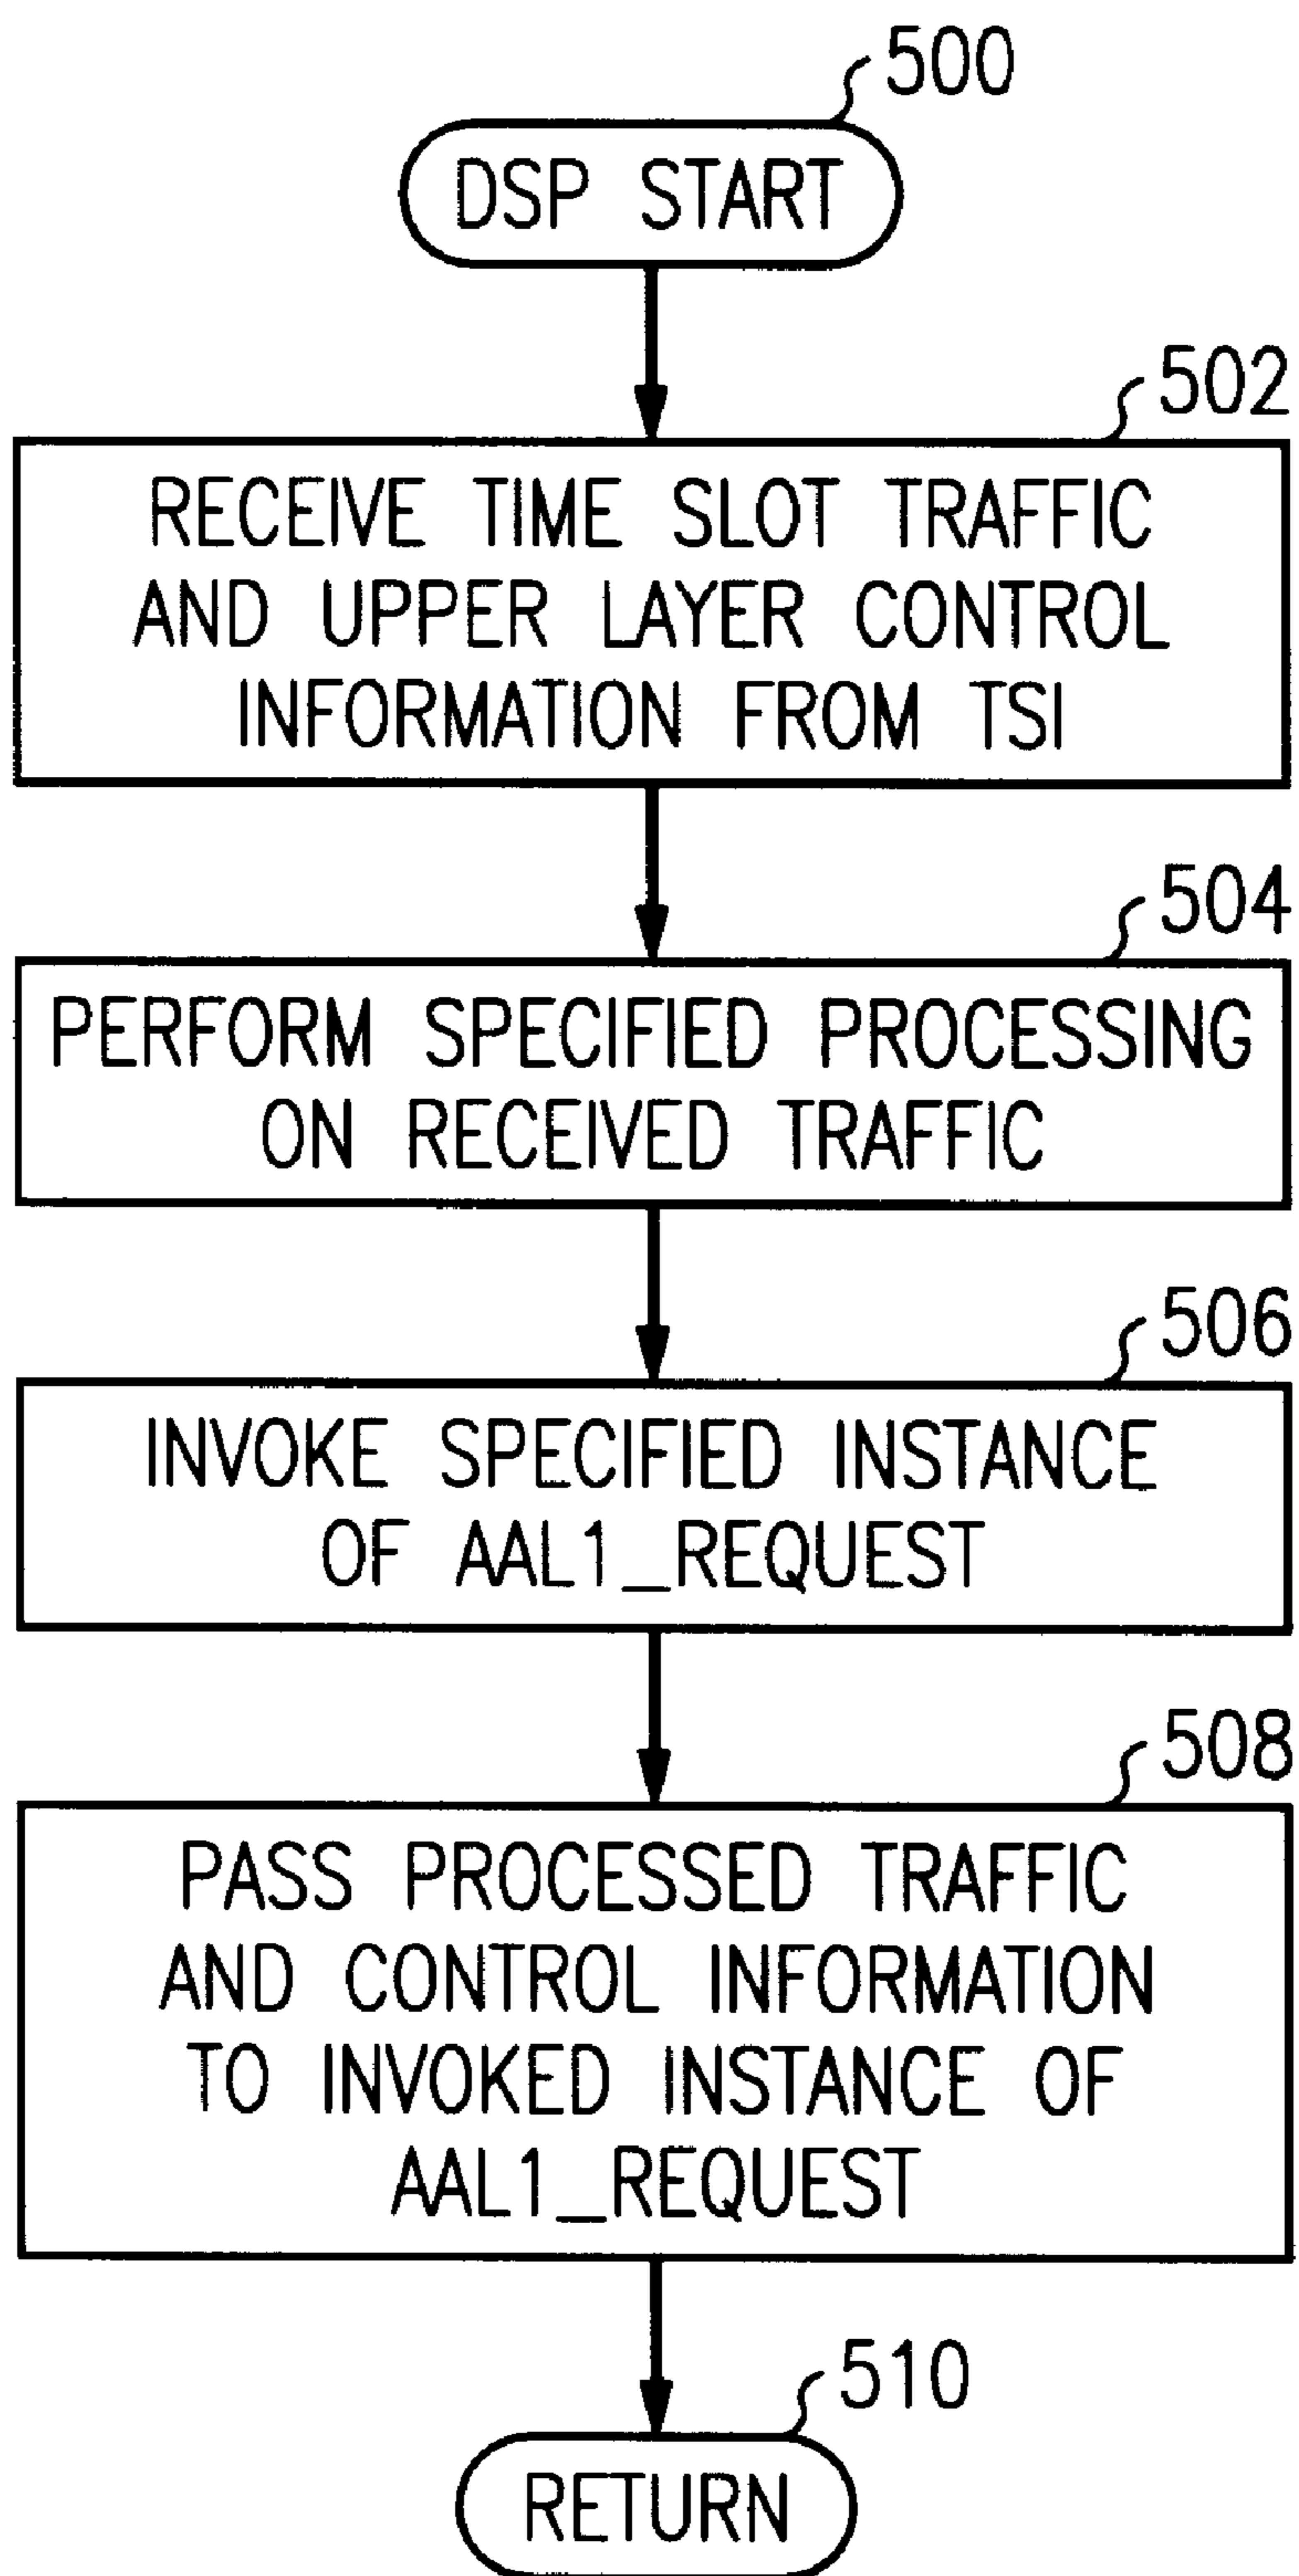 500
DSP START
502
RECEIVE TIME SLOT TRAFFIC
AND UPPER LAYER CONTROL
INFORMATION FROM TSI
504
PERFORM SPECIFIED PROCESSING
ON RECEIVED TRAFFIC
506
INVOKE SPECIFIED INSTANCE
OF AAL1_REQUEST
508
PASS PROCESSED TRAFFIC
AND CONTROL INFORMATION
TO INVOKED INSTANCE OF
AAL1_REQUEST
510
RETURN